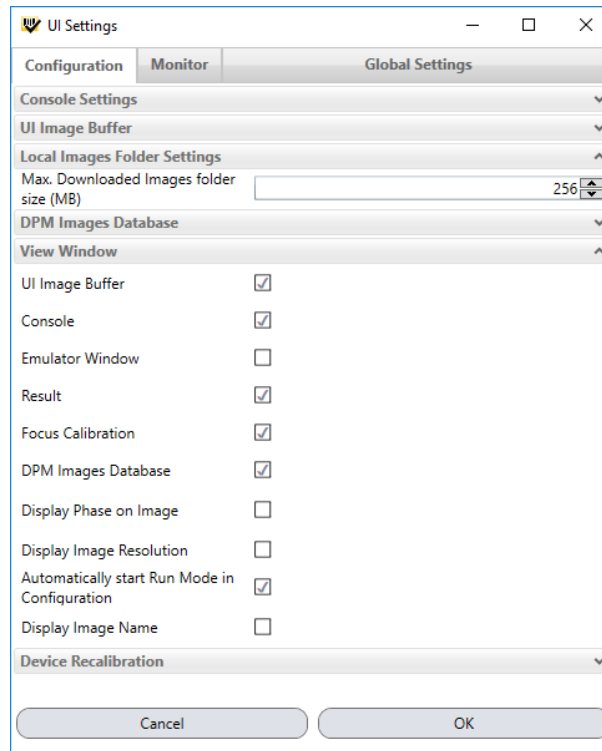 UI Settings
Configuration Monitor Global Settings
Console Settings
UI Image Buffer
Local Images Folder Settings
Max. Downloaded Images folder
size (MB)
256
DPM Images Database
View Window
UI Image Buffer
Console
Emulator Window
Result
Focus Calibration
DPM Images Database
Display Phase on Image
Display Image Resolution
Automatically start Run Mode in
Configuration
Display Image Name
Device Recalibration
Cancel OK